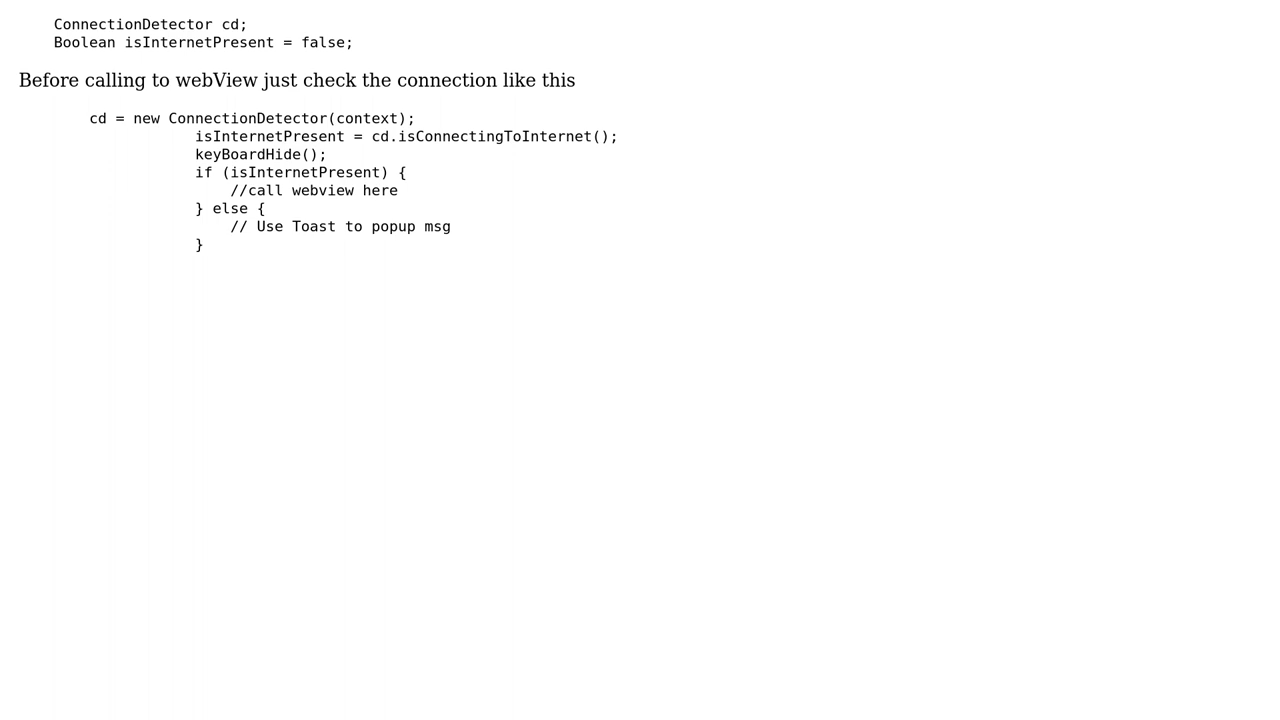 ConnectionDetector cd;
Boolean isInternetPresent = false;
Before calling to webView just check the connection like this
cd = new ConnectionDetector(context);
isInternetPresent = cd.isConnectingToInternet();
keyBoardHide();
if (isInternetPresent) {
//call webview here
} else {
// Use Toast to popup msg
}